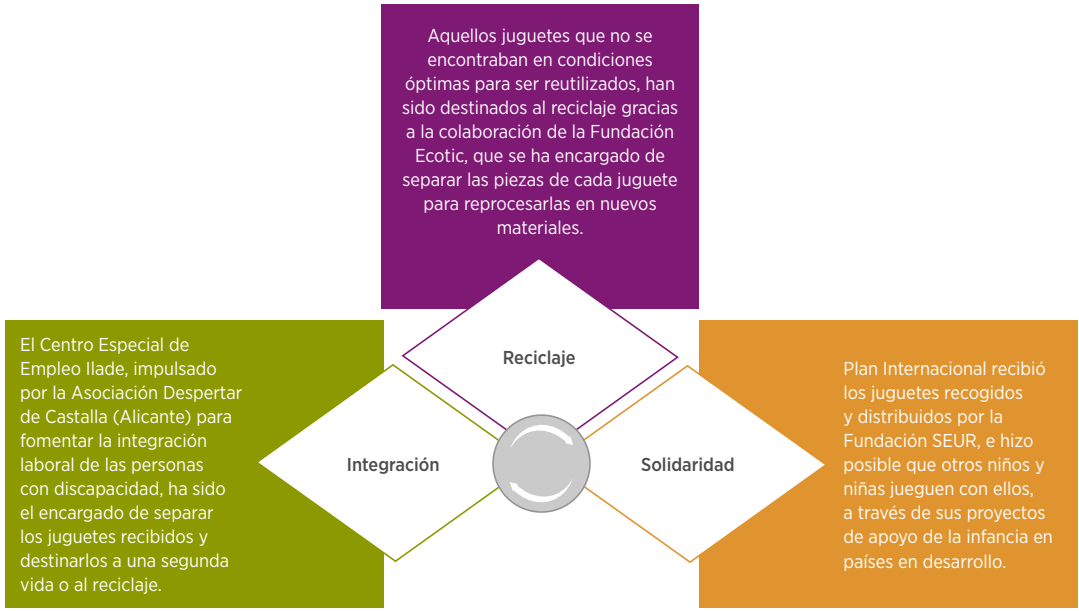 Aquellos juguetes que no se
encontraban en condiciones
óptimas para ser reutilizados, han
sido destinados al reciclaje gracias
a la colaboración de la Fundación
Ecotic, que se ha encargado de
separar las piezas de cada juguete
para reprocesarlas en nuevos
materiales.
Reciclaje
El Centro Especial de
Empleo Ilade, impulsado
por la Asociación Despertar
de Castalla (Alicante) para
fomentar la integración
laboral de las personas
con discapacidad, ha sido
el encargado de separar
los juguetes recibidos y
destinarlos a una segunda
vida o al reciclaje.
Integración
Solidaridad
Plan Internacional recibió
los juguetes recogidos
y distribuidos por la
Fundación SEUR, e hizo
posible que otros niños y
niñas jueguen con ellos,
a través de sus proyectos
de apoyo de la infancia en
países en desarrollo.